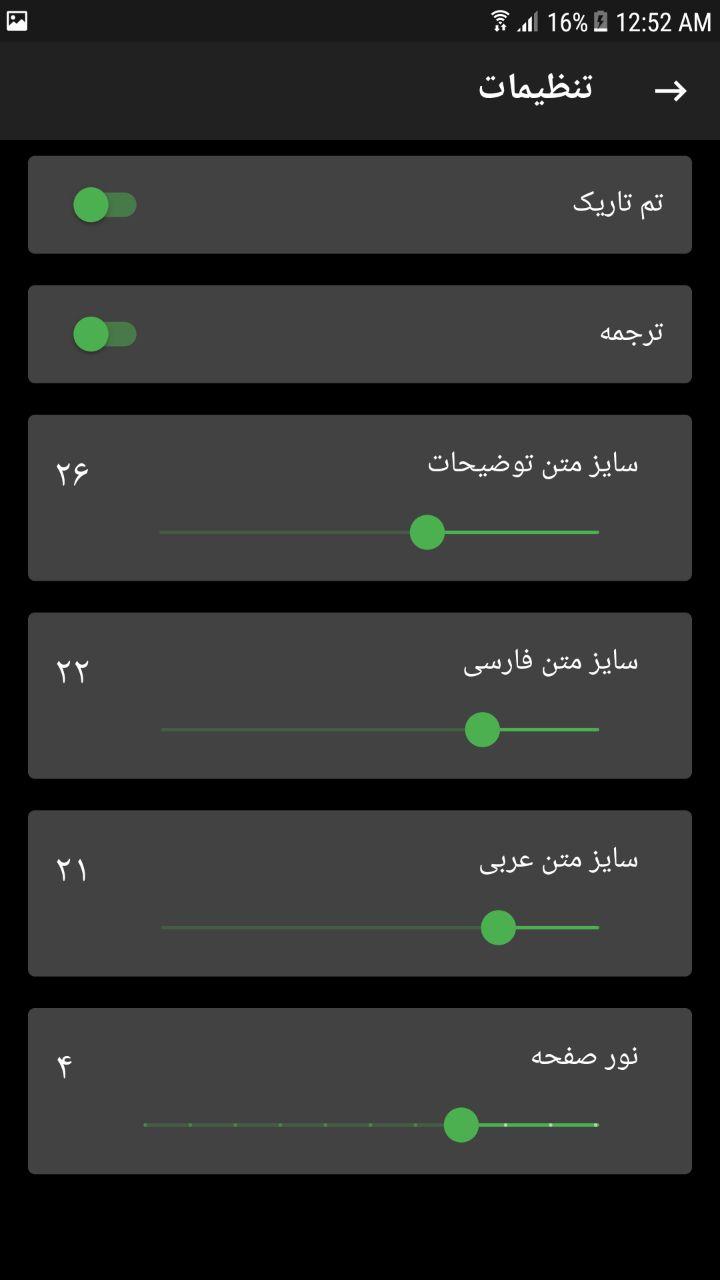 16% 12:52 AM
تنظیمات
تم تاریک
ترجمه
سایز متن توضیحات
۲۶
سایز متن فارسی
۲۲
سایز متن عربی
۲۱
نور صفحه
۴